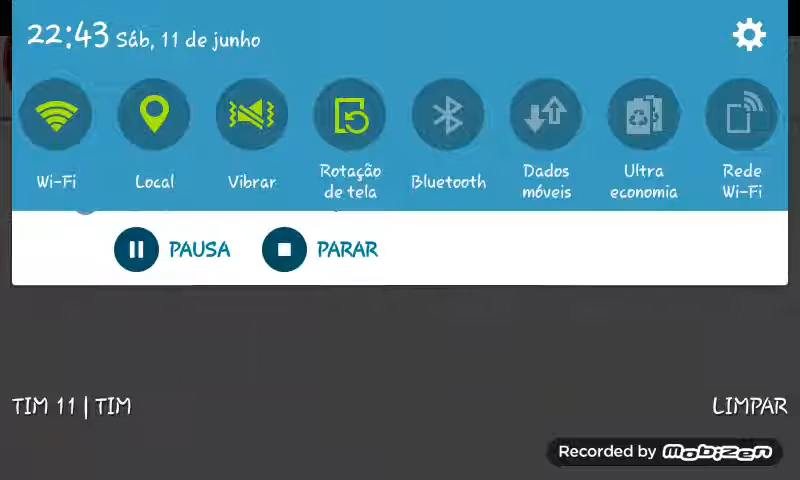 22:43 Sáb, 11 de junho
Wi-Fi
Local
Vibrar
Rotação
de tela
Bluetooth
Dados
móveis
Ultra
economia
Rede
Wi-Fi
PAUSA
PARAR
TIM 11 | TIM
LIMPAR
Recorded by Mobizen